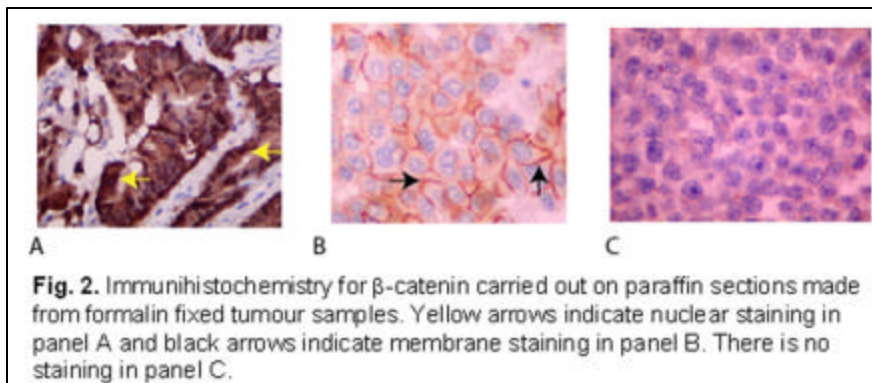 A B C
Fig. 2. Immunihistochemistry for β-catenin carried out on paraffin sections made
from formalin fixed tumour samples. Yellow arrows indicate nuclear staining in
panel A and black arrows indicate membrane staining in panel B. There is no
staining in panel C.